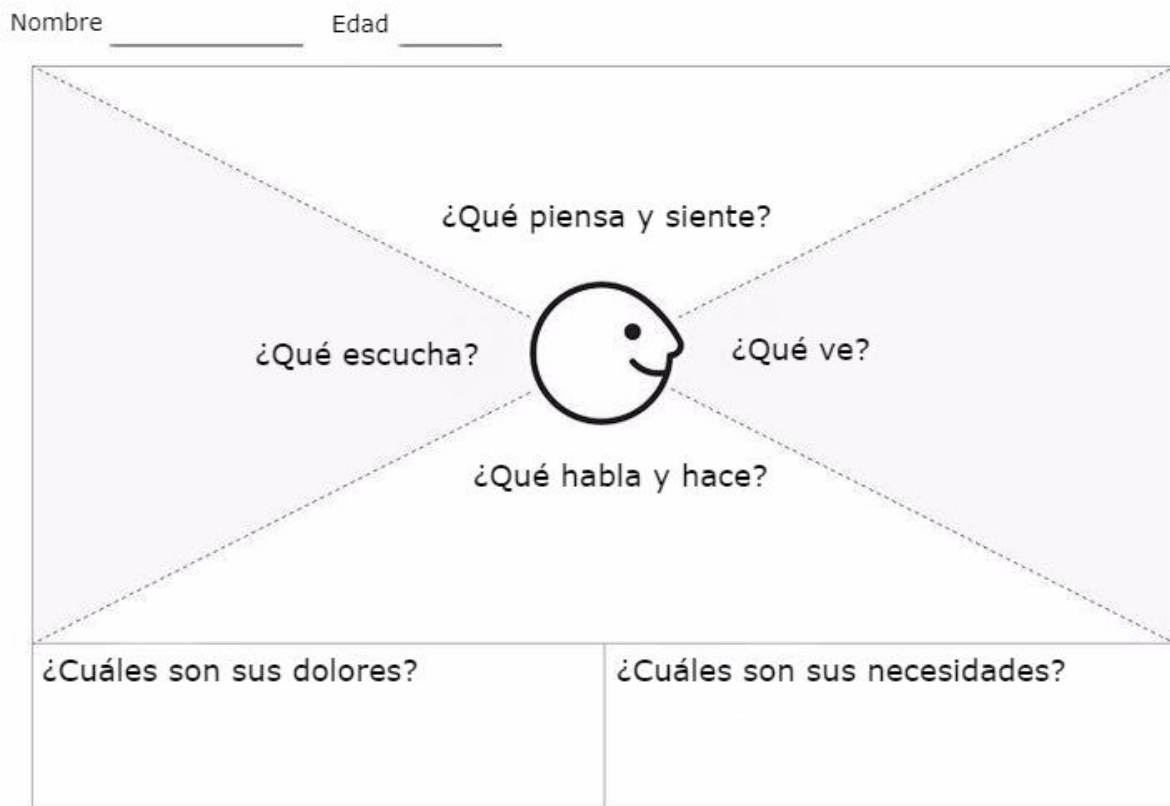 Nombre Edad
¿Qué piensa y siente?
¿Qué escucha?
¿Qué ve?
¿Qué habla y hace?
¿Cuáles son sus dolores?
¿Cuáles son sus necesidades?